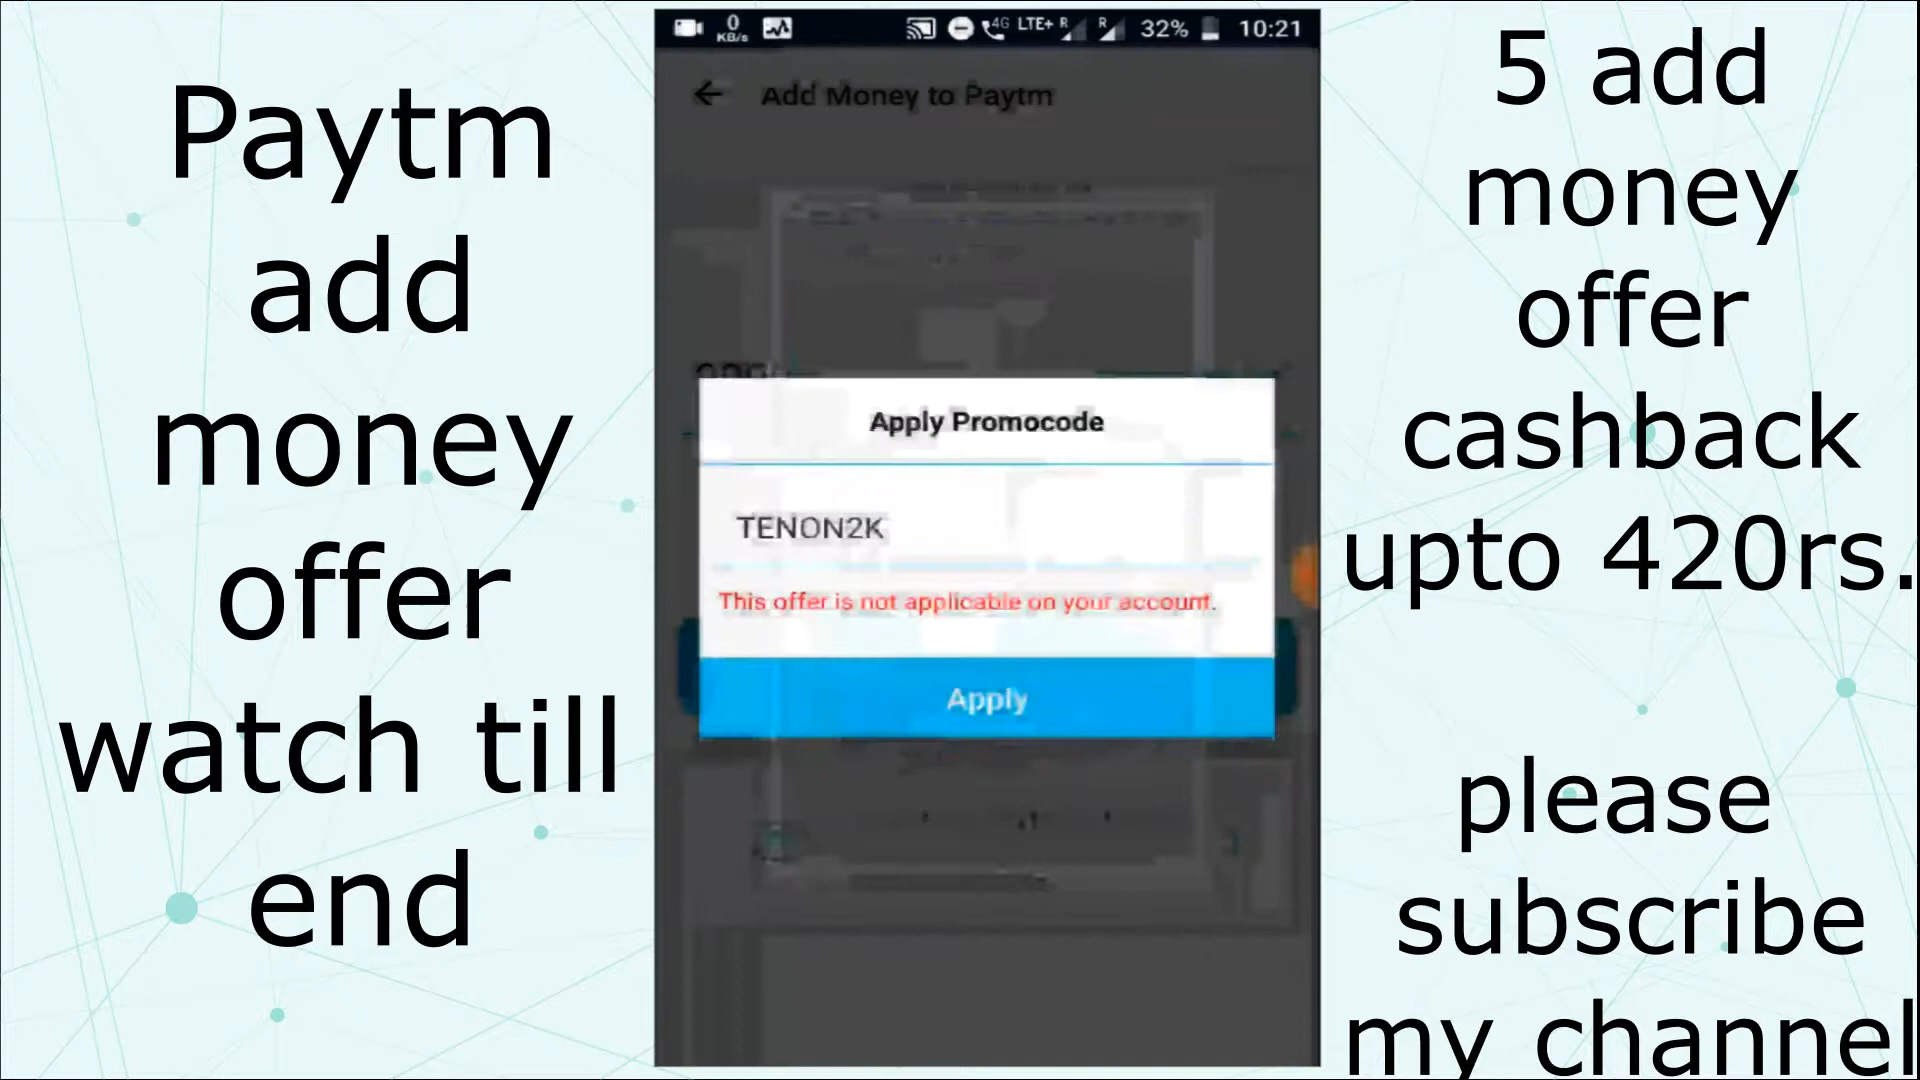 Paytm
add
money
offer
watch till
end
0
KB/s
4G LTE+ R R 32% 10:21
Add Money to Paytm
Apply Promocode
TENON2K
This offer is not applicable on your account.
Apply
5 add
money
offer
cashback
upto 420rs.
please
subscribe
my channel